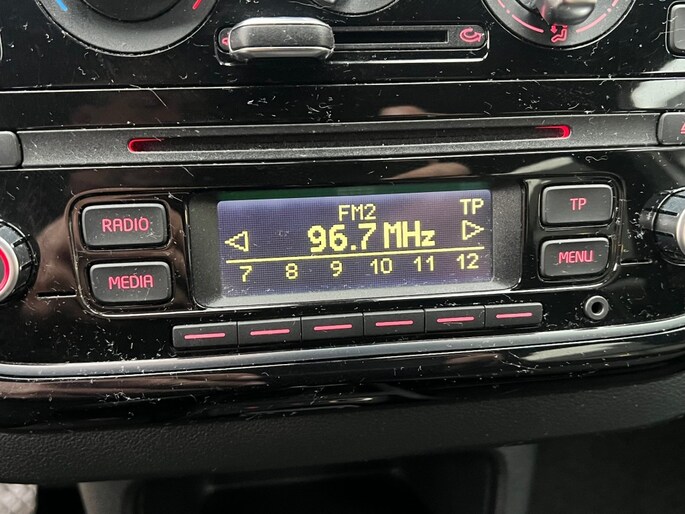 FM2 TP
RADIO
96.7 MHz
TP
MEDIA
7 8 9 10 11 12
MENU